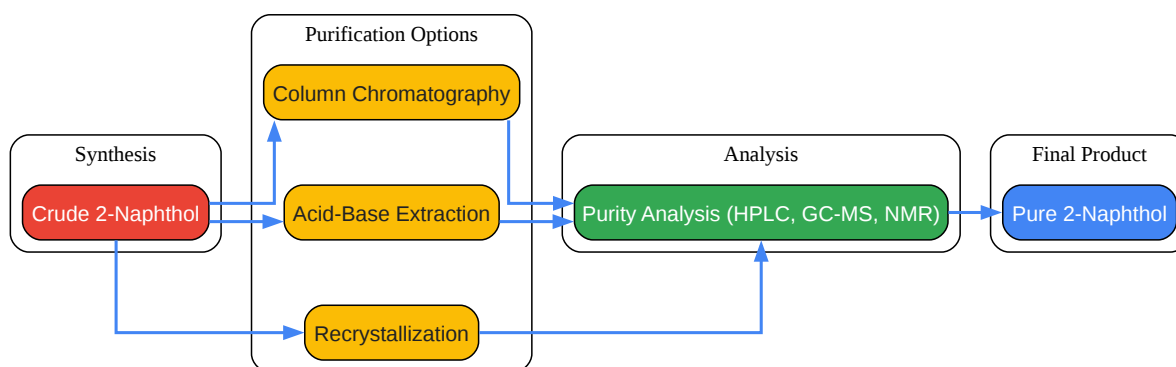 Synthesis
Crude 2-Naphthol
Purification Options
Column Chromatography
Acid-Base Extraction
Recrystallization
Analysis
Purity Analysis (HPLC, GC-MS, NMR)
Final Product
Pure 2-Naphthol